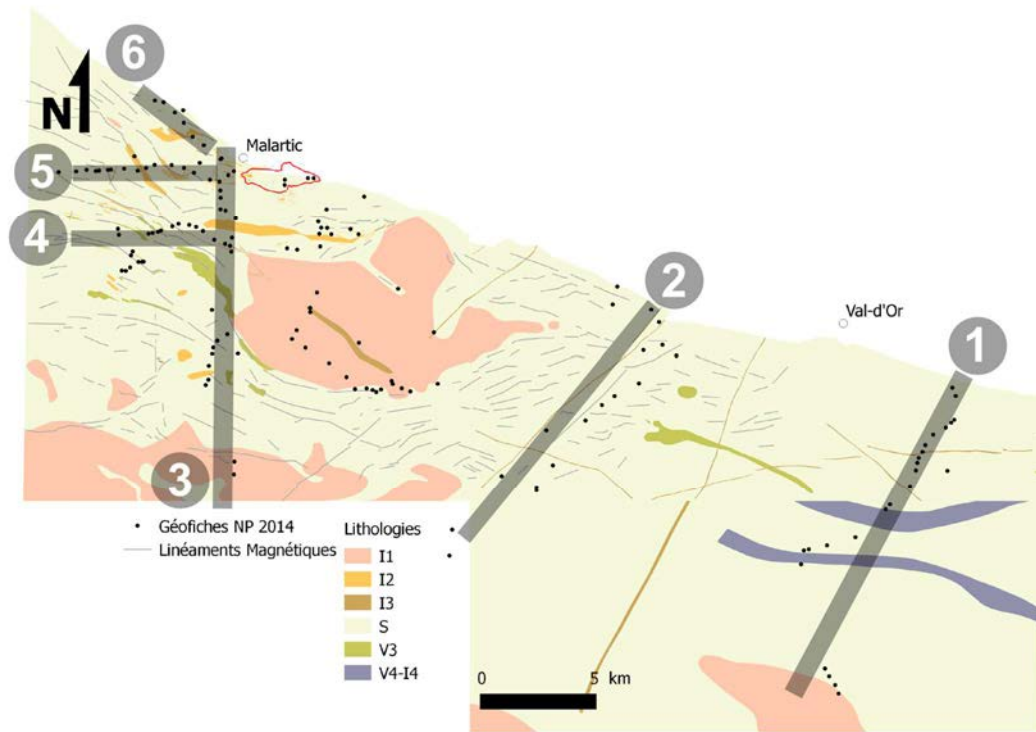 6
N
Malartic
5
4
2
Val-d'Or
1
3
Géofiches NP 2014
Linéaments Magnétiques
Lithologies
I1
I2
I3
S
V3
V4-I4
0 5 km